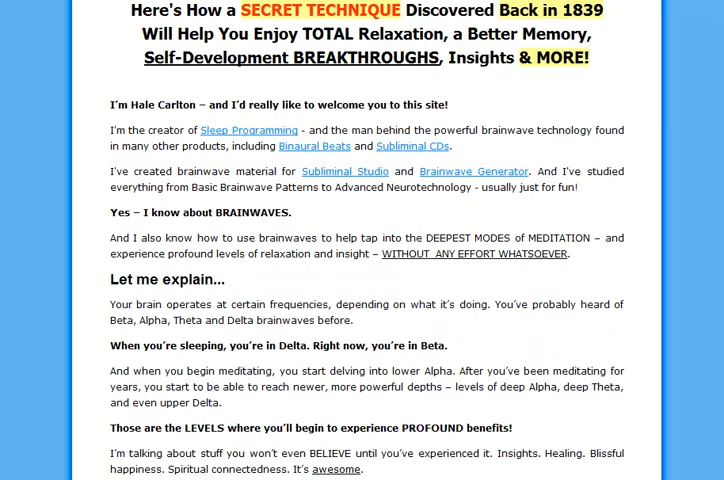 Here's How a SECRET TECHNIQUE Discovered Back in 1839
Will Help You Enjoy TOTAL Relaxation, a Better Memory,
Self-Development BREAKTHROUGHS, Insights & MORE!
I'm Hale Carlton – and I'd really like to welcome you to this site!
I'm the creator of Sleep Programming - and the man behind the powerful brainwave technology found
in many other products, including Binaural Beats and Subliminal CDs.
I've created brainwave material for Subliminal Studio and Brainwave Generator. And I've studied
everything from Basic Brainwave Patterns to Advanced Neurotechnology - usually just for fun!
Yes – I know about BRAINWAVES.
And I also know how to use brainwaves to help tap into the DEEPEST MODES of MEDITATION – and
experience profound levels of relaxation and insight – WITHOUT ANY EFFORT WHATSOEVER.
Let me explain...
Your brain operates at certain frequencies, depending on what it's doing. You've probably heard of
Beta, Alpha, Theta and Delta brainwaves before.
When you're sleeping, you're in Delta. Right now, you're in Beta.
And when you begin meditating, you start delving into lower Alpha. After you've been meditating for
years, you start to be able to reach newer, more powerful depths – levels of deep Alpha, deep Theta,
and even upper Delta.
Those are the LEVELS where you'll begin to experience PROFOUND benefits!
I'm talking about stuff you won't even BELIEVE until you've experienced it. Insights. Healing. Blissful
happiness. Spiritual connectedness. It's awesome.